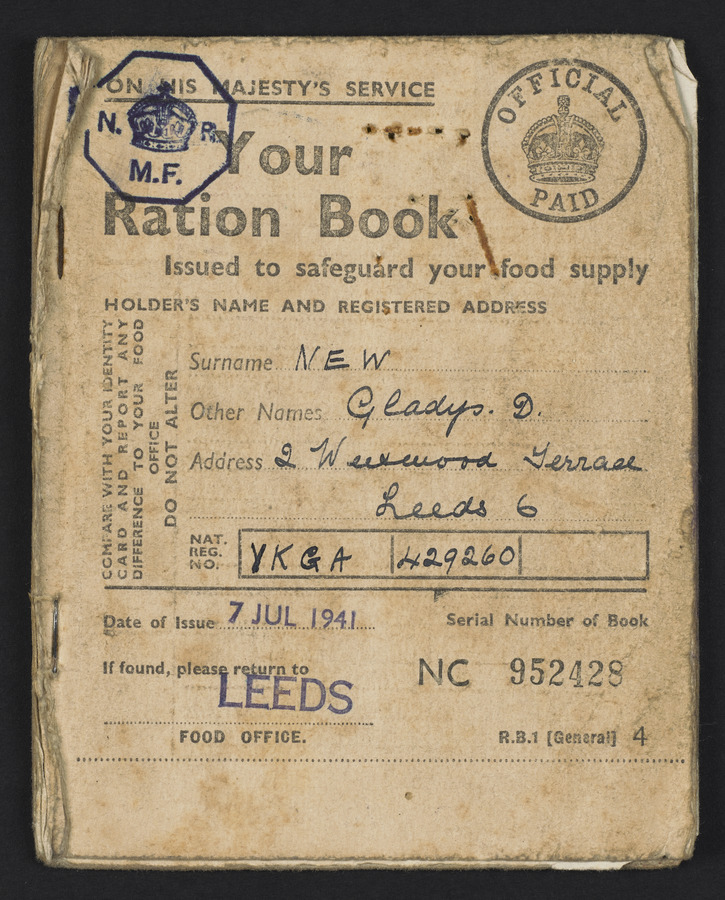 ON HIS MAJESTY'S SERVICE
N. R.
M.F.
OFFICIAL
PAID
Your
Ration Book
Issued to safeguard your food supply
HOLDER'S NAME AND REGISTERED ADDRESS
COMPARE WITH YOUR IDENTITY
CARD AND REPORT ANY
DIFFERENCE TO YOUR FOOD
OFFICE
DO NOT ALTER
Surname NEW
Other Names Gladys. D.
Address 2 Terrace
Leeds 6
NAT.
REG.
NO.
YKGA 429260
Date of Issue 7 JUL 1941
Serial Number of Book
If found, please return to
NC 952428
LEEDS
FOOD OFFICE.
R.B.1 [General] 4